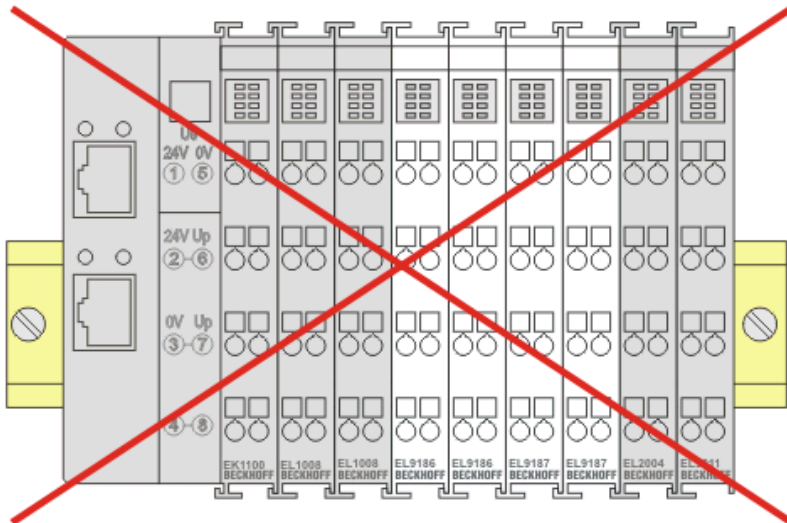 Us
24V 0V
1 5
24V Up
2 6
0V Up
3 7
4 8
EK1100 EL1008 EL1008 EL9186 EL9186 EL9187 EL9187 EL2004
BECKHOFF BECKHOFF BECKHOFF BECKHOFF BECKHOFF BECKHOFF BECKHOFF BECKHOFF BECKHOFF